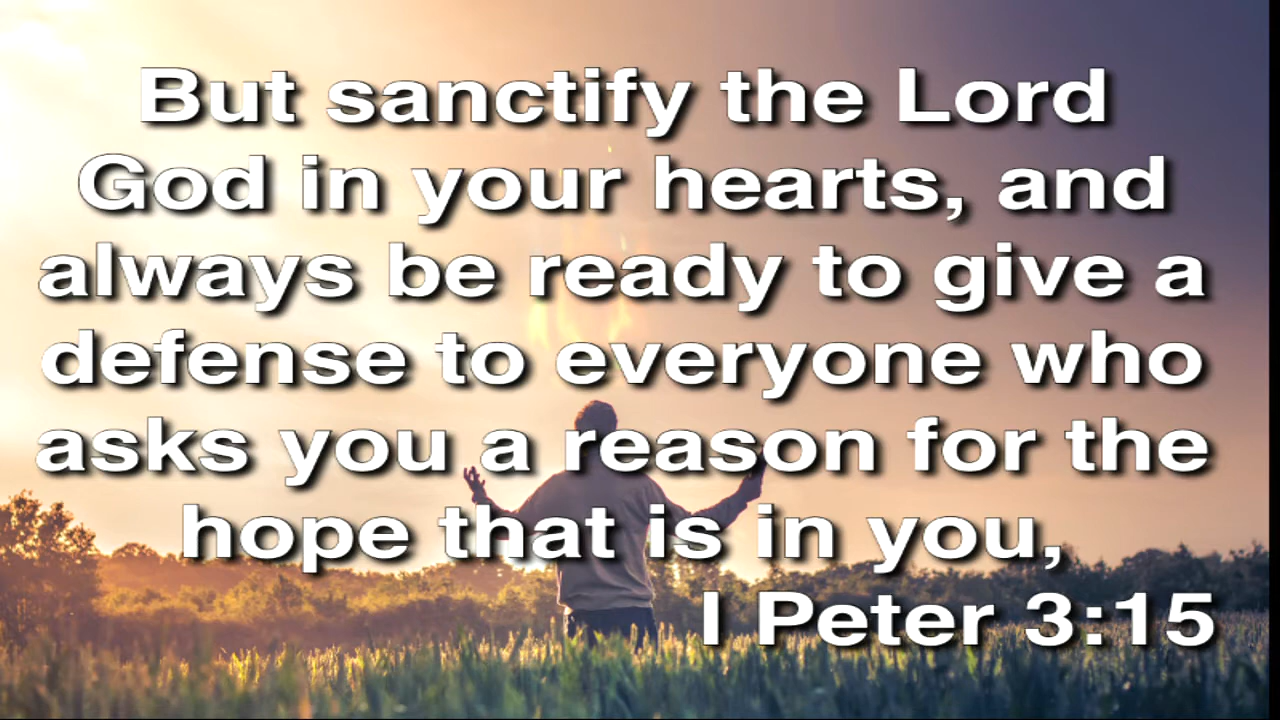 But sanctify the Lord
God in your hearts, and
always be ready to give a
defense to everyone who
asks you a reason for the
hope that is in you,
I Peter 3:15